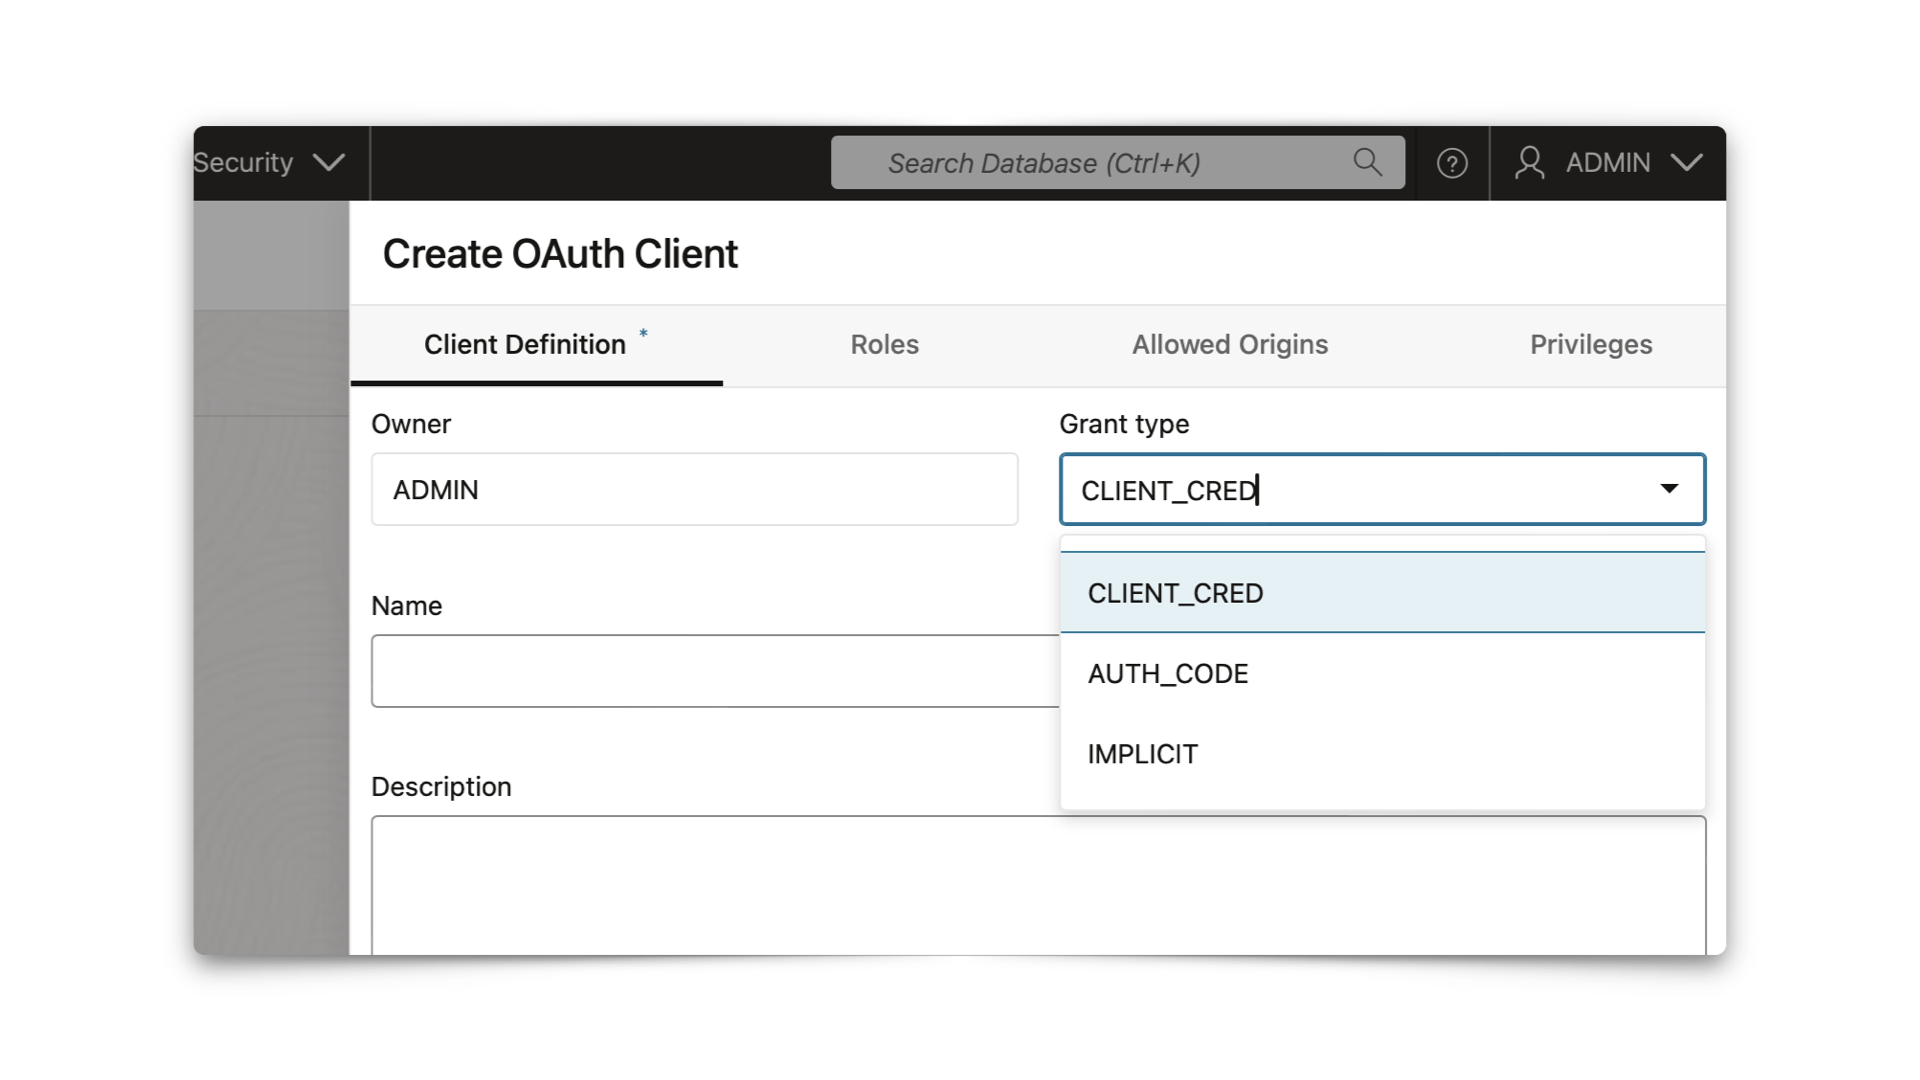 Security
Search Database (Ctrl+K)
ADMIN
Create OAuth Client
Client Definition *
Roles
Allowed Origins
Privileges
Owner
Grant type
ADMIN
CLIENT_CRED
CLIENT_CRED
Name
AUTH_CODE
IMPLICIT
Description